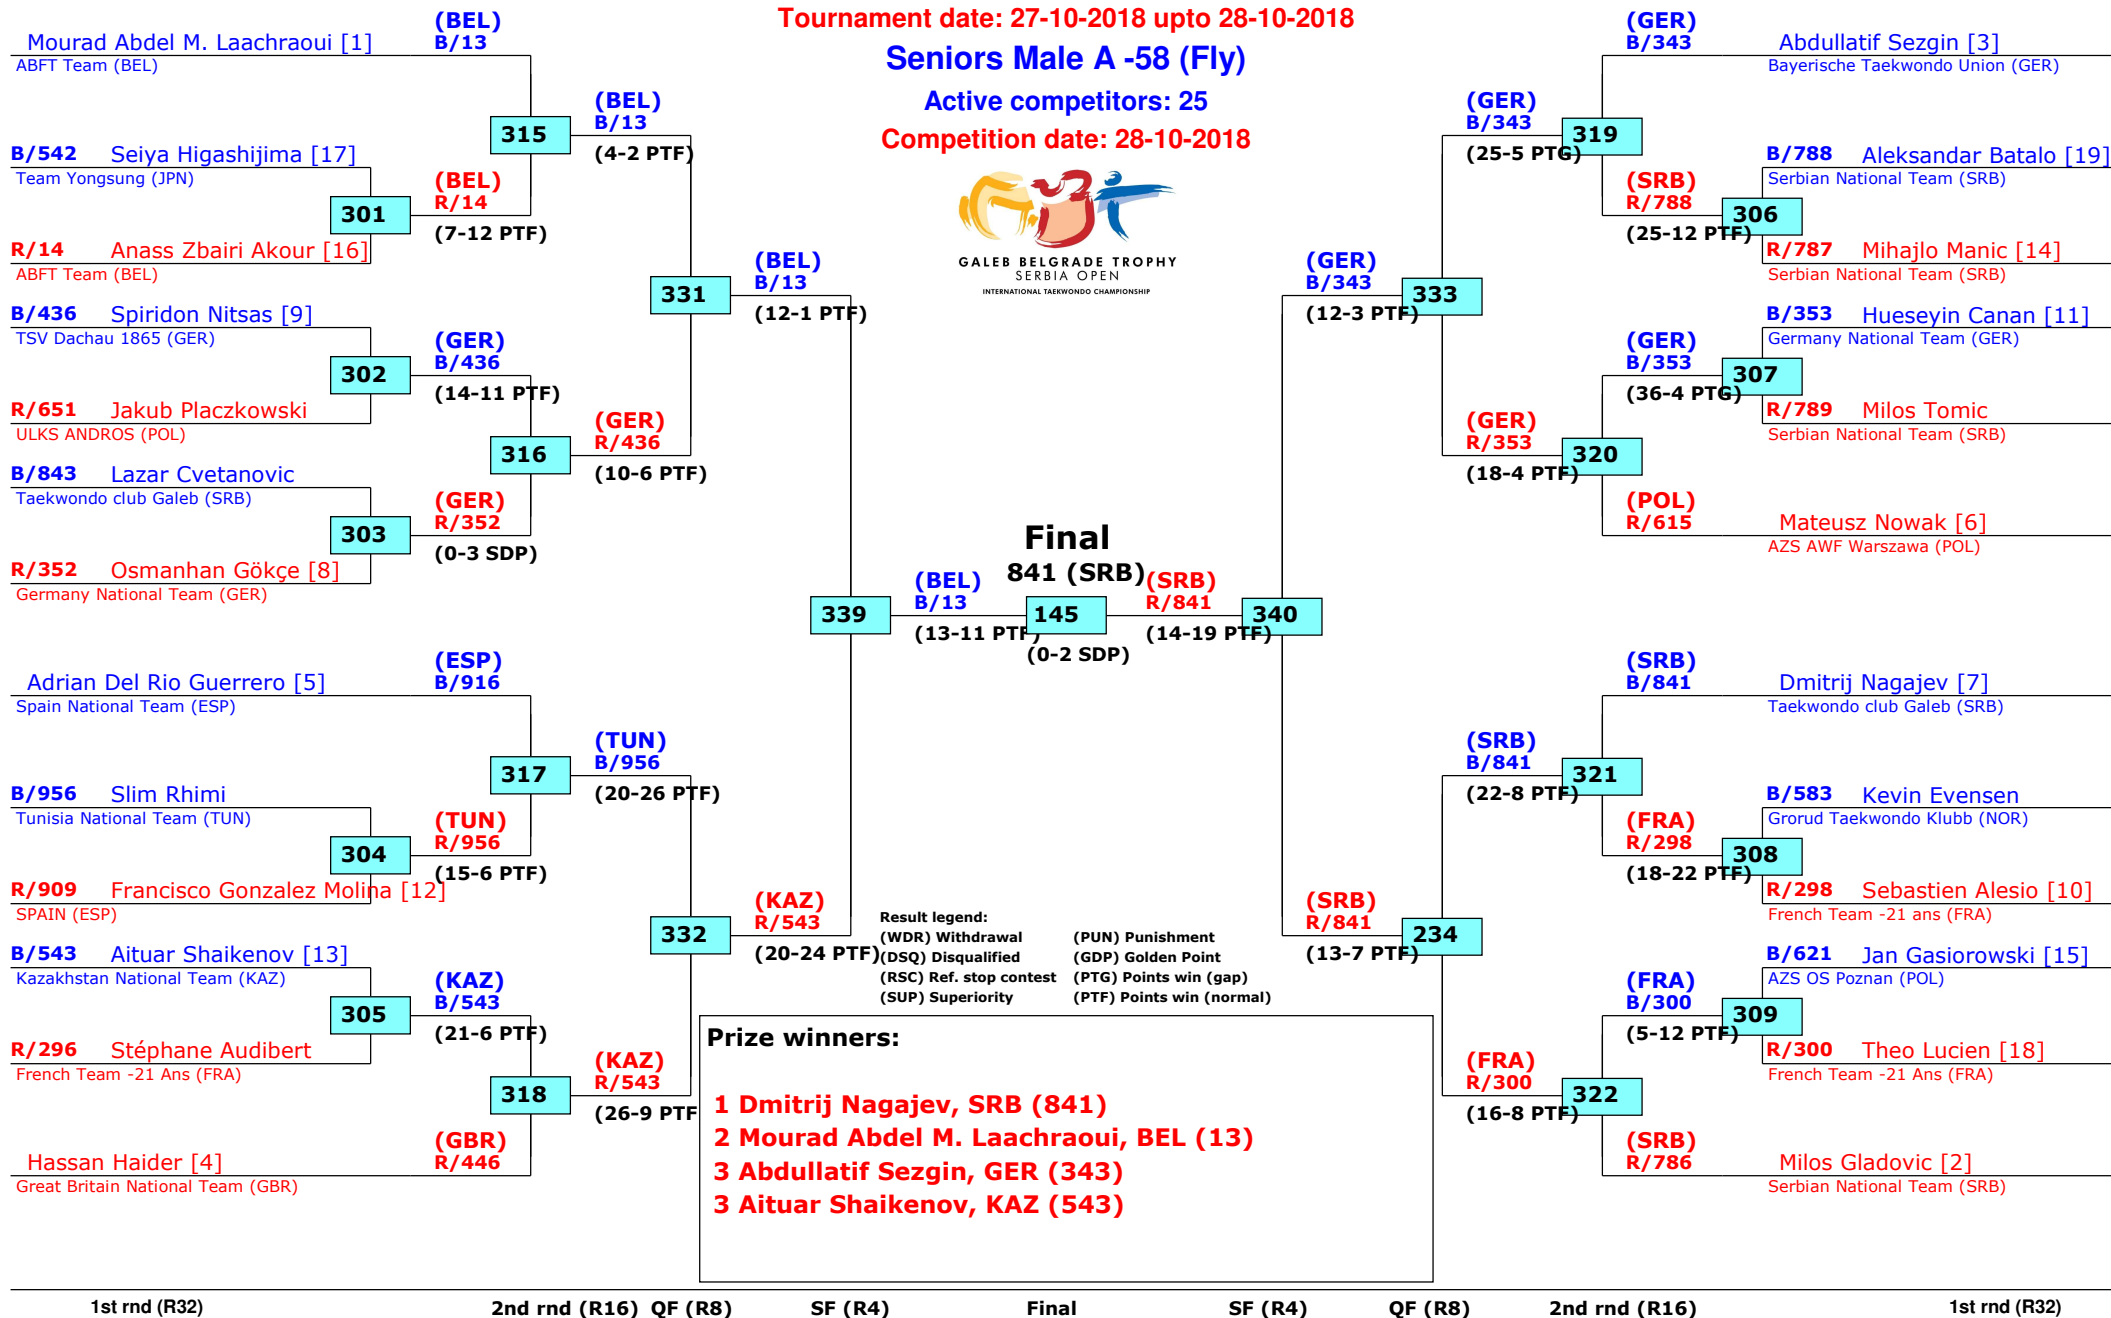 Tournament date: 27-10-2018 upto 28-10-2018
Seniors Male A -58 (Fly)
Active competitors: 25
Competition date: 28-10-2018
GALEB BELGRADE TROPHY
SERBIA OPEN
INTERNATIONAL TAEKWONDO CHAMPIONSHIP
Mourad Abdel M. Laachraoui [1]
ABFT Team (BEL)
(BEL)
B/13
B/542 Seiya Higashijima [17]
Team Yongsung (JPN)
301
R/14 Anass Zbairi Akour [16]
ABFT Team (BEL)
(BEL)
R/14
(7-12 PTF)
315
(BEL)
B/13
(4-2 PTF)
B/436 Spiridon Nitsas [9]
TSV Dachau 1865 (GER)
302
R/651 Jakub Placzkowski
ULKS ANDROS (POL)
(GER)
B/436
(14-11 PTF)
B/843 Lazar Cvetanovic
Taekwondo club Galeb (SRB)
303
R/352 Osmanhan Gökçe [8]
Germany National Team (GER)
(GER)
R/352
(0-3 SDP)
316
(GER)
R/436
(10-6 PTF)
331
(BEL)
B/13
(12-1 PTF)
Adrian Del Rio Guerrero [5]
Spain National Team (ESP)
(ESP)
B/916
B/956 Slim Rhimi
Tunisia National Team (TUN)
304
R/909 Francisco Gonzalez Molina [12]
SPAIN (ESP)
(TUN)
R/956
(15-6 PTF)
317
(TUN)
B/956
(20-26 PTF)
B/543 Aituar Shaikenov [13]
Kazakhstan National Team (KAZ)
305
R/296 Stéphane Audibert
French Team -21 Ans (FRA)
(KAZ)
B/543
(21-6 PTF)
Hassan Haider [4]
Great Britain National Team (GBR)
(GBR)
R/446
318
(KAZ)
R/543
(26-9 PTF
332
(KAZ)
R/543
(20-24 PTF)
339
(BEL)
B/13
(13-11 PTF)
Final
841 (SRB)
145
(0-2 SDP)
(SRB)
R/841
(14-19 PTF)
340
(GER)
B/343
(12-3 PTF)
333
(GER)
B/343
(25-5 PTG)
319
(GER)
B/343
Abdullatif Sezgin [3]
Bayerische Taekwondo Union (GER)
(SRB)
R/788
(25-12 PTF)
306
B/788 Aleksandar Batalo [19]
Serbian National Team (SRB)
R/787 Mihajlo Manic [14]
Serbian National Team (SRB)
(GER)
R/353
(18-4 PTF)
320
(GER)
B/353
(36-4 PTG)
307
B/353 Hueseyin Canan [11]
Germany National Team (GER)
R/789 Milos Tomic
Serbian National Team (SRB)
(POL)
R/615
Mateusz Nowak [6]
AZS AWF Warszawa (POL)
(SRB)
R/841
(13-7 PTF)
234
(SRB)
B/841
(22-8 PTF)
321
(SRB)
B/841
Dmitrij Nagajev [7]
Taekwondo club Galeb (SRB)
(FRA)
R/298
(18-22 PTF)
308
B/583 Kevin Evensen
Grorud Taekwondo Klubb (NOR)
R/298 Sebastien Alesio [10]
French Team -21 ans (FRA)
(FRA)
R/300
(16-8 PTF)
322
(FRA)
B/300
(5-12 PTF)
309
B/621 Jan Gasiorowski [15]
AZS OS Poznan (POL)
R/300 Theo Lucien [18]
French Team -21 Ans (FRA)
(SRB)
R/786
Milos Gladovic [2]
Serbian National Team (SRB)
Result legend:
(WDR) Withdrawal (PUN) Punishment
(DSQ) Disqualified (GDP) Golden Point
(RSC) Ref. stop contest (PTG) Points win (gap)
(SUP) Superiority (PTF) Points win (normal)
Prize winners:
1 Dmitrij Nagajev, SRB (841)
2 Mourad Abdel M. Laachraoui, BEL (13)
3 Abdullatif Sezgin, GER (343)
3 Aituar Shaikenov, KAZ (543)
1st rnd (R32) 2nd rnd (R16) QF (R8) SF (R4) Final SF (R4) QF (R8) 2nd rnd (R16) 1st rnd (R32)